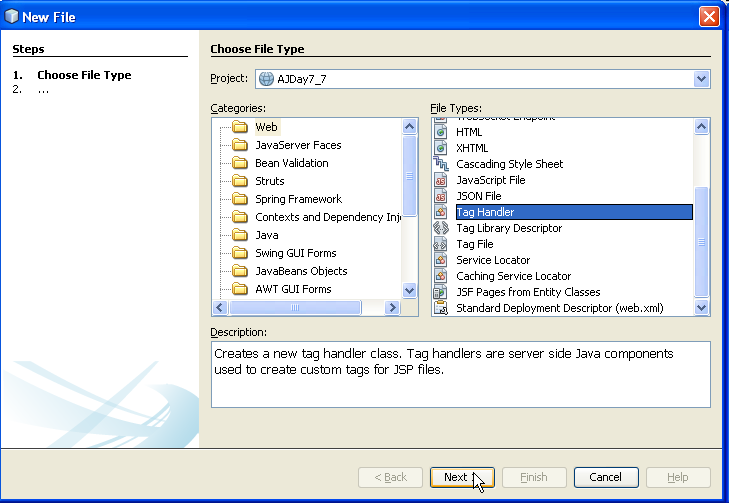 New File
Steps
1. Choose File Type
2. ...
Choose File Type
Project: AJDay7_7
Categories:
Web
JavaServer Faces
Bean Validation
Struts
Spring Framework
Contexts and Dependency Inje
Java
Swing GUI Forms
JavaBeans Objects
AWT GUI Forms
File Types:
WebSocket Endpoint
HTML
XHTML
Cascading Style Sheet
JavaScript File
JSON File
Tag Handler
Tag Library Descriptor
Tag File
Service Locator
Caching Service Locator
JSF Pages from Entity Classes
Standard Deployment Descriptor (web.xml)
Description:
Creates a new tag handler class. Tag handlers are server side Java components
used to create custom tags for JSP files.
< Back
Next >
Finish
Cancel
Help